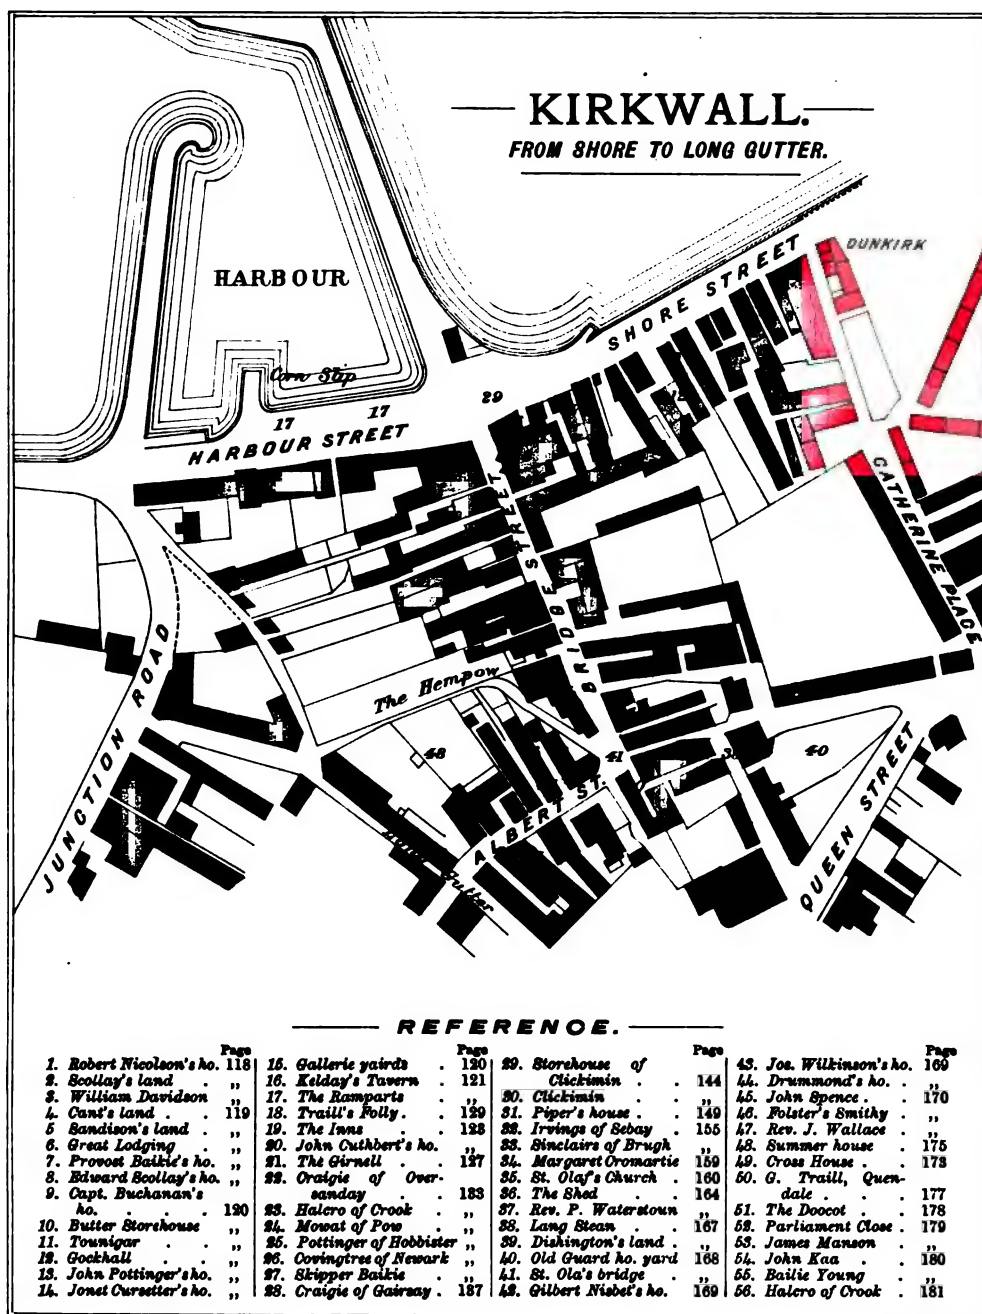 KIRKWALL.
FROM SHORE TO LONG GUTTER.
DUNKIRK
HARBOUR
SHORE STREET
Corn Slip
29
17
17
HARBOUR STREET
CATHERINE PLACE
BRIDGE STREET
JUNCTION ROAD
The Hempow
48
41
40
ALBERT ST.
QUEEN STREET
Gutter
REFERENCE.
Page
1. Robert Nicolson's ho. 118
2. Scollay's land . „
3. William Davidson „
4. Cant's land . . 119
5 Sandison's land . „
6. Great Lodging . „
7. Provost Baikie's ho. „
8. Edward Scollay's ho. „
9. Capt. Buchanan's
ho. . . . 120
10. Butter Storehouse „
11. Tounigar . . „
12. Gockhall . . „
13. John Pottinger's ho. „
14. Jonet Cursetter's ho. „
Page
15. Gallerie yairds . 120
16. Kelday's Tavern . 121
17. The Ramparts . „
18. Traill's Folly . . 129
19. The Inns . . 123
20. John Cuthbert's ho. „
21. The Girnell . . 127
22. Craigie of Over-
sanday . . 133
23. Halcro of Crook . „
24. Mowat of Pow . „
25. Pottinger of Hobbister „
26. Covingtree of Newark „
27. Skipper Baikie . „
28. Craigie of Gairsay . 137
Page
29. Storehouse of
Clickimin . . 144
30. Clickimin . . „
31. Piper's house . . 149
32. Irvings of Sebay . 155
33. Sinclairs of Brugh „
34. Margaret Cromartie 159
35. St. Olaf's Church . 160
36. The Shed . . 164
37. Rev. P. Waterstoun „
38. Lang Stean . . 167
39. Dishington's land . „
40. Old Guard ho. yard 168
41. St. Ola's bridge . „
42. Gilbert Nisbet's ho. 169
Page
43. Jos. Wilkinson's ho. 169
44. Drummond's ho. . „
45. John Spence . . 170
46. Folster's Smithy . „
47. Rev. J. Wallace . „
48. Summer house . 175
49. Cross House . . 173
50. G. Traill, Quen-
dale . . . 177
51. The Doocot . . 178
52. Parliament Close . 179
53. James Manson . „
54. John Kaa . . 180
55. Bailie Young . „
56. Halcro of Crook . 181